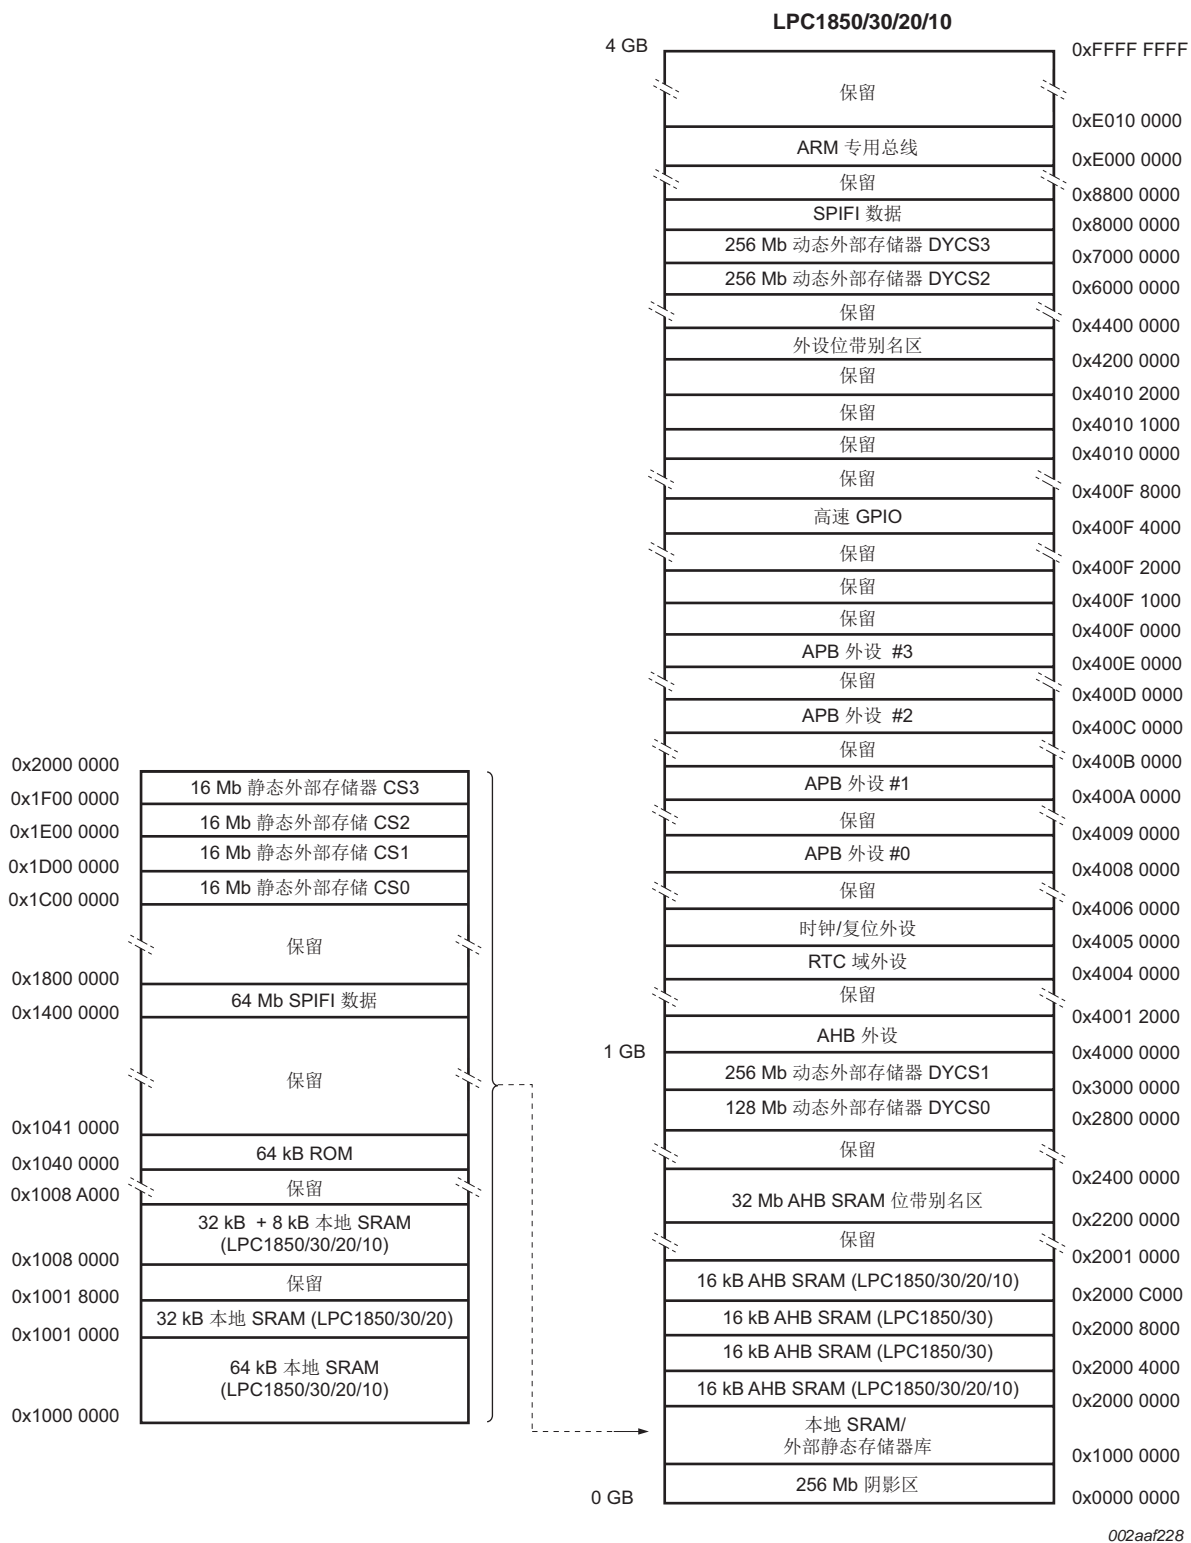 LPC1850/30/20/10
4 GB
0xFFFF FFFF
保留
0xE010 0000
ARM 专用总线
0xE000 0000
保留
0x8800 0000
SPIFI 数据
0x8000 0000
256 Mb 动态外部存储器 DYCS3
0x7000 0000
256 Mb 动态外部存储器 DYCS2
0x6000 0000
保留
0x4400 0000
外设位带别名区
0x4200 0000
保留
0x4010 2000
保留
0x4010 1000
保留
0x4010 0000
保留
0x400F 8000
高速 GPIO
0x400F 4000
保留
0x400F 2000
保留
0x400F 1000
保留
0x400F 0000
APB 外设 #3
0x400E 0000
保留
0x400D 0000
APB 外设 #2
0x400C 0000
保留
0x400B 0000
APB 外设 #1
0x400A 0000
保留
0x4009 0000
APB 外设 #0
0x4008 0000
保留
0x4006 0000
时钟/复位外设
0x4005 0000
RTC 域外设
0x4004 0000
保留
0x4001 2000
AHB 外设
1 GB
0x4000 0000
256 Mb 动态外部存储器 DYCS1
0x3000 0000
128 Mb 动态外部存储器 DYCS0
0x2800 0000
保留
0x2400 0000
32 Mb AHB SRAM 位带别名区
0x2200 0000
保留
0x2001 0000
16 kB AHB SRAM (LPC1850/30/20/10)
0x2000 C000
16 kB AHB SRAM (LPC1850/30)
0x2000 8000
16 kB AHB SRAM (LPC1850/30)
0x2000 4000
16 kB AHB SRAM (LPC1850/30/20/10)
0x2000 0000
本地 SRAM/
外部静态存储器库
0x1000 0000
256 Mb 阴影区
0 GB
0x0000 0000
0x2000 0000
16 Mb 静态外部存储器 CS3
0x1F00 0000
16 Mb 静态外部存储 CS2
0x1E00 0000
16 Mb 静态外部存储 CS1
0x1D00 0000
16 Mb 静态外部存储 CS0
0x1C00 0000
保留
0x1800 0000
64 Mb SPIFI 数据
0x1400 0000
保留
0x1041 0000
64 kB ROM
0x1040 0000
保留
0x1008 A000
32 kB + 8 kB 本地 SRAM
(LPC1850/30/20/10)
0x1008 0000
保留
0x1001 8000
32 kB 本地 SRAM (LPC1850/30/20)
0x1001 0000
64 kB 本地 SRAM
(LPC1850/30/20/10)
0x1000 0000
002aaf228